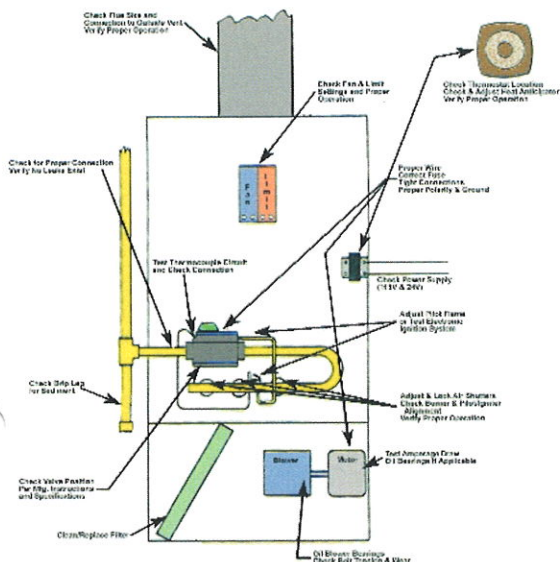 Check Flue Size and
Connection to Outside Vent
Verify Proper Operation
Check Thermostat Location
Check & Adjust Heat Anticipator
Verify Proper Operation
Check Fan & Limit
Settings and Proper
Operation
Fan
Limit
Check for Proper Connection
Verify No Leaks Exist
Proper Wire
Correct Fuse
Tight Connections
Proper Polarity & Ground
Test Thermocouple Circuit
and Check Connection
Check Power Supply
(115V & 24V)
Adjust Pilot Flame
or Test Electronic
Ignition System
Check Drip Leg
for Sediment
Adjust & Lock Air Shutters
Check Burner & Pilot/Igniter
Alignment
Verify Proper Operation
Check Valve Position
Per Mfg. Instructions
and Specifications
Blower
Motor
Test Amperage Draw
Oil Bearings If Applicable
Clean/Replace Filter
Oil Blower Bearings
Check Belt Tension & Wear